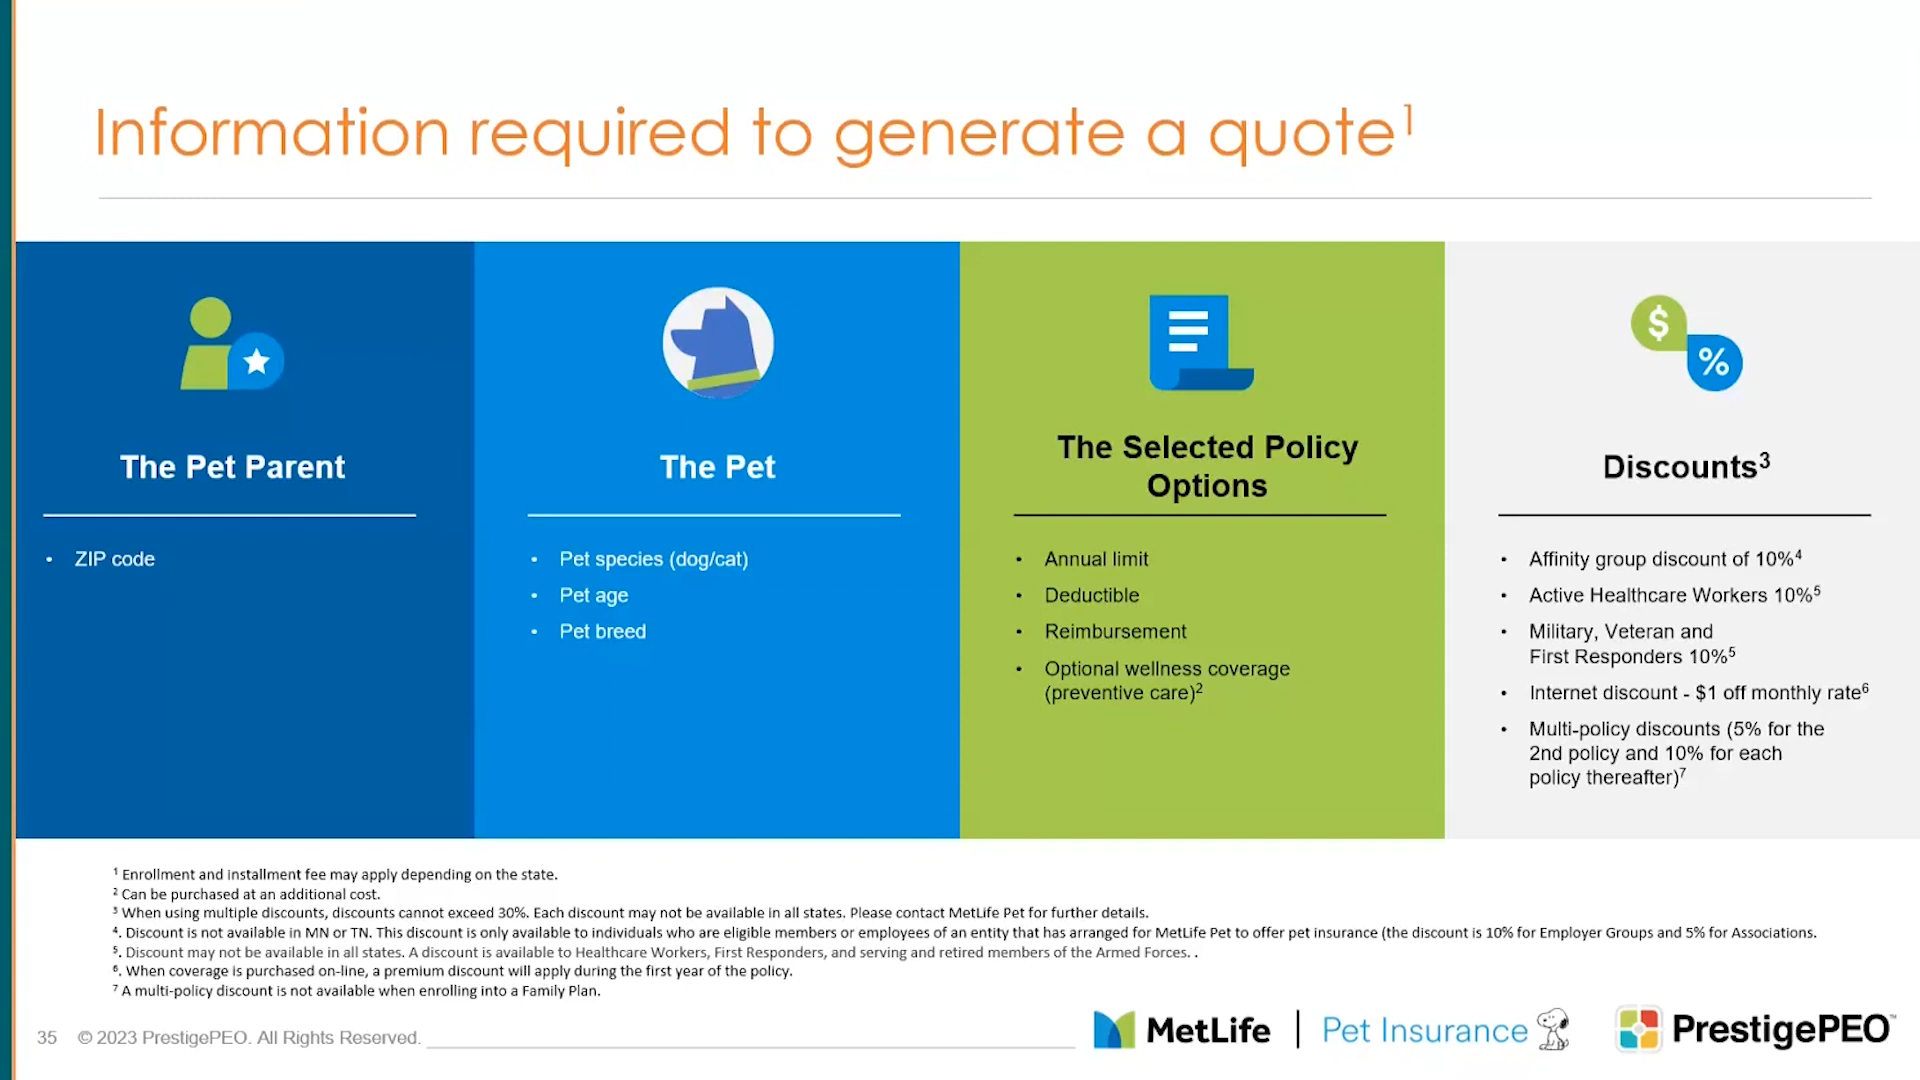 Information required to generate a quote¹
The Pet Parent
• ZIP code
The Pet
• Pet species (dog/cat)
• Pet age
• Pet breed
The Selected Policy
Options
• Annual limit
• Deductible
• Reimbursement
• Optional wellness coverage
(preventive care)²
$
%
Discounts³
• Affinity group discount of 10%⁴
• Active Healthcare Workers 10%⁵
• Military, Veteran and
First Responders 10%⁵
• Internet discount - $1 off monthly rate⁶
• Multi-policy discounts (5% for the
2nd policy and 10% for each
policy thereafter)⁷
¹ Enrollment and installment fee may apply depending on the state.
² Can be purchased at an additional cost.
³ When using multiple discounts, discounts cannot exceed 30%. Each discount may not be available in all states. Please contact MetLife Pet for further details.
⁴. Discount is not available in MN or TN. This discount is only available to individuals who are eligible members or employees of an entity that has arranged for MetLife Pet to offer pet insurance (the discount is 10% for Employer Groups and 5% for Associations.
⁵. Discount may not be available in all states. A discount is available to Healthcare Workers, First Responders, and serving and retired members of the Armed Forces. .
⁶. When coverage is purchased on-line, a premium discount will apply during the first year of the policy.
⁷ A multi-policy discount is not available when enrolling into a Family Plan.
35 © 2023 PrestigePEO. All Rights Reserved.
MetLife | Pet Insurance
PrestigePEO™